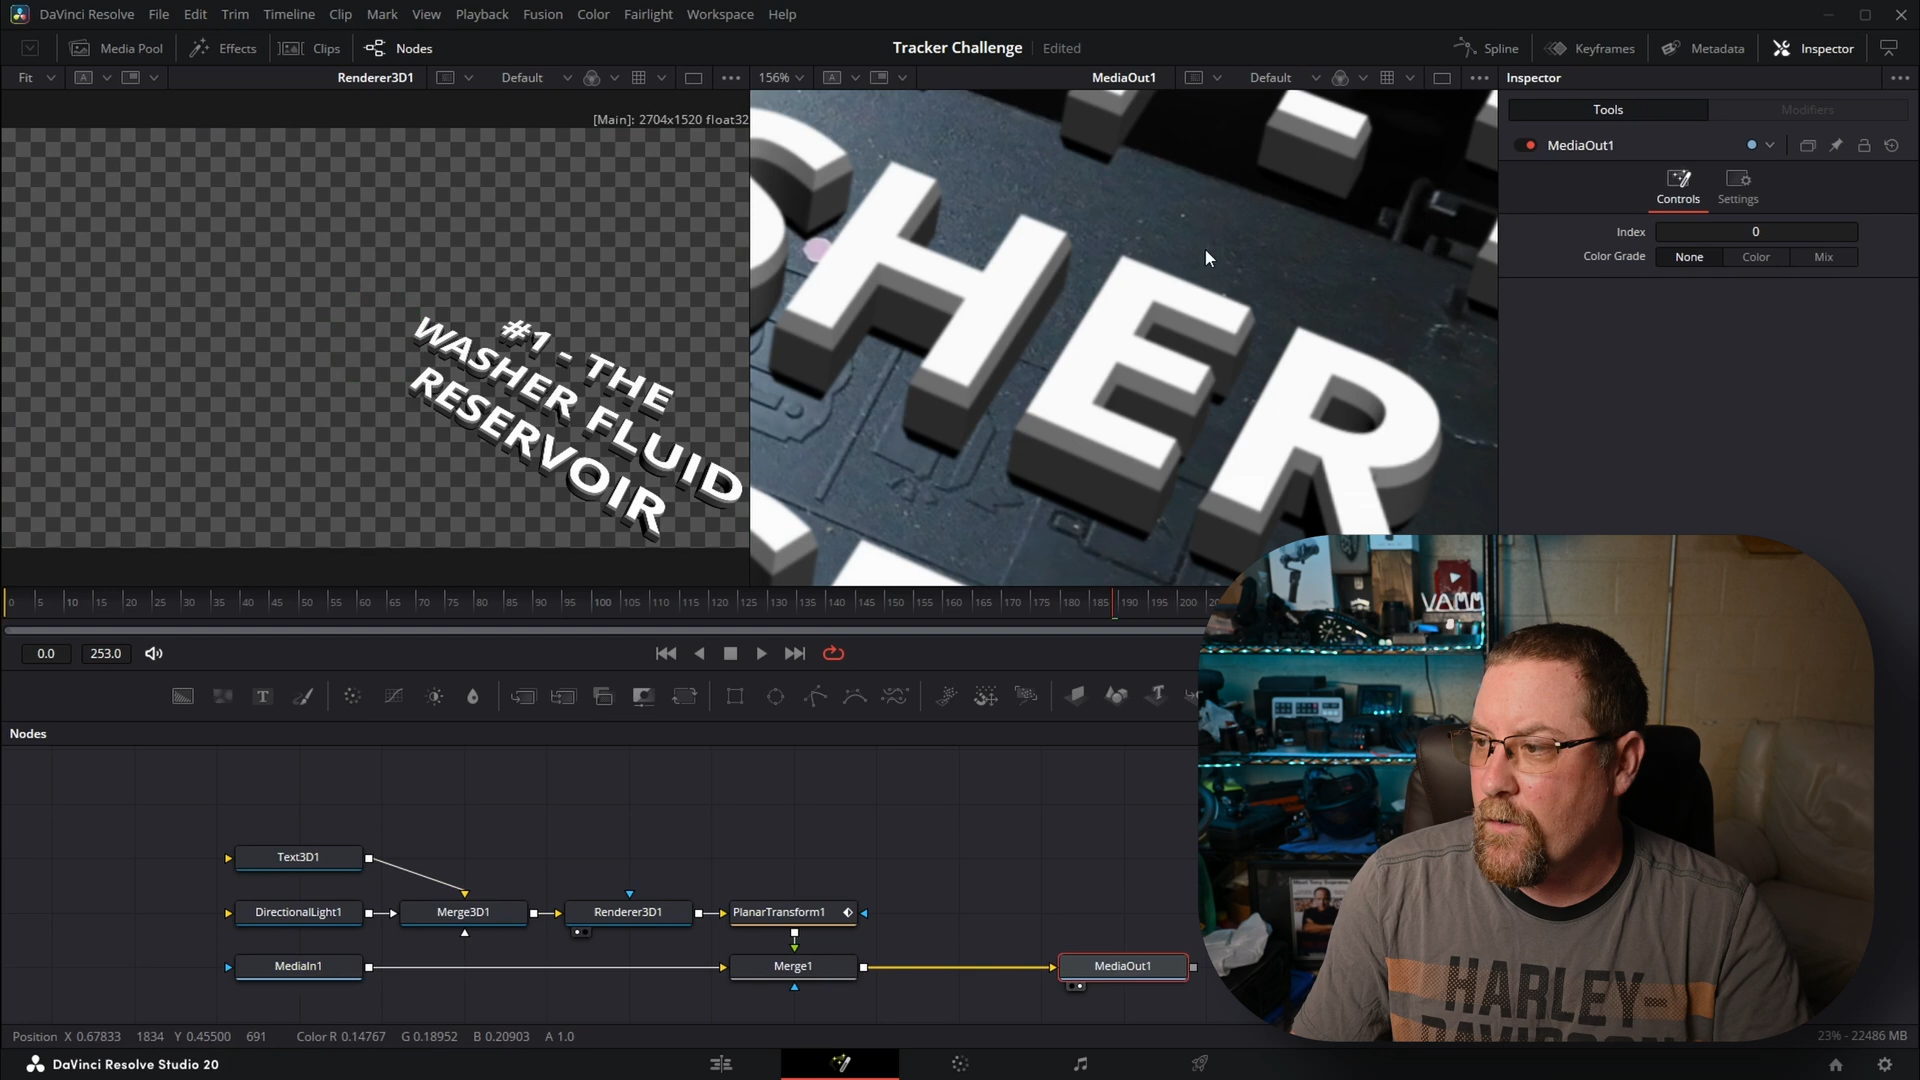 DaVinci Resolve File Edit Trim Timeline Clip Mark View Playback Fusion Color Fairlight Workspace Help
Media Pool Effects Clips Nodes Tracker Challenge Edited Spline Keyframes Metadata Inspector
Fit A Renderer3D1 Default 156% A MediaOut1 Default Inspector
[Main]: 2704x1520 float32
Tools Modifiers
MediaOut1
Controls Settings
Index 0
Color Grade None Color Mix
#1 - THE
WASHER FLUID
RESERVOIR
HER
0 5 10 15 20 25 30 35 40 45 50 55 60 65 70 75 80 85 90 95 100 105 110 115 120 125 130 135 140 145 150 155 160 165 170 175 180 185 190 195 200
0.0 253.0
T
Nodes
Text3D1
DirectionalLight1 Merge3D1 Renderer3D1 PlanarTransform1
MediaIn1 Merge1 MediaOut1
VAMM
HARLEY
DAVIDSON
Position X 0.67833 1834 Y 0.45500 691 Color R 0.14767 G 0.18952 B 0.20903 A 1.0
23% - 22486 MB
DaVinci Resolve Studio 20